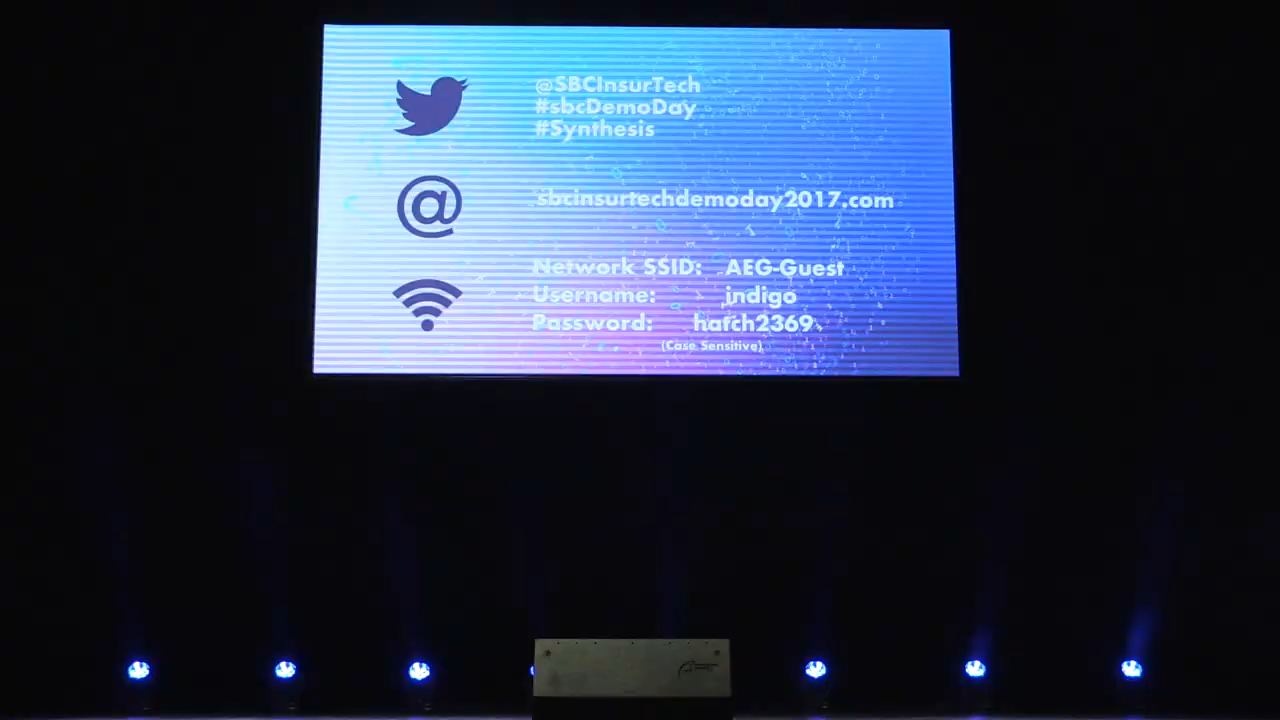 @SBCInsurTech
#sbcDemoDay
#Synthesis
@
sbcinsurtechdemoday2017.com
Network SSID: AEG-Guest
Username: indigo
Password: hatch2369
(Case Sensitive)